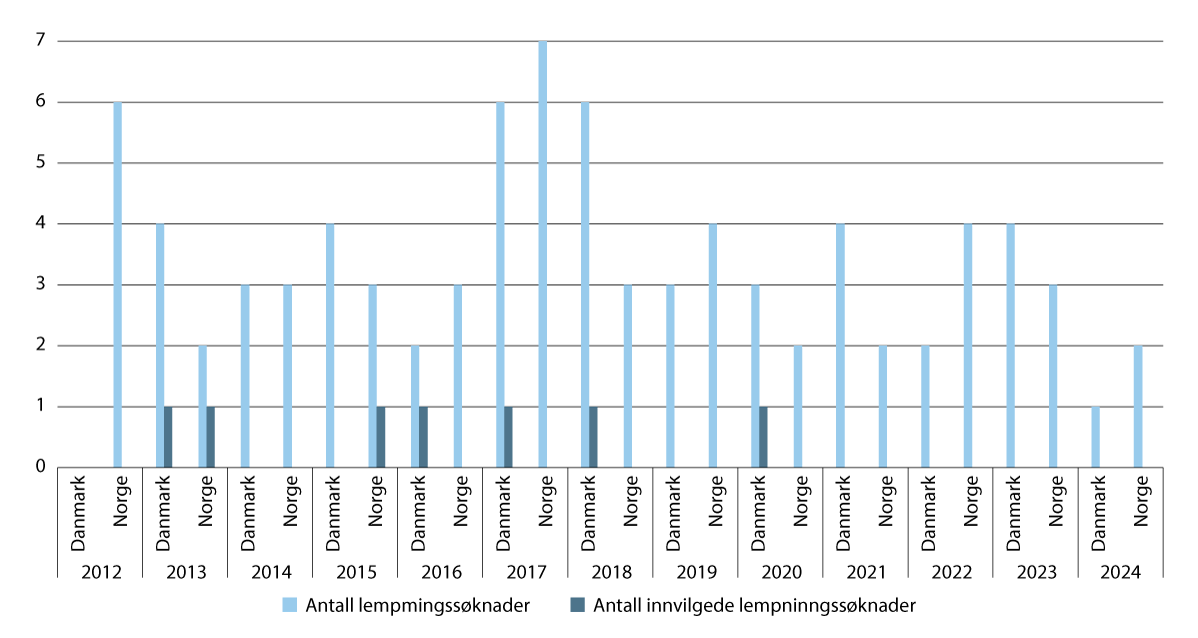 7
6
5
4
3
2
1
0
Danmark Norge Danmark Norge Danmark Norge Danmark Norge Danmark Norge Danmark Norge Danmark Norge Danmark Norge Danmark Norge Danmark Norge Danmark Norge Danmark Norge Danmark Norge
2012 2013 2014 2015 2016 2017 2018 2019 2020 2021 2022 2023 2024
Antall lempmingssøknader Antall innvilgede lempninngssøknader